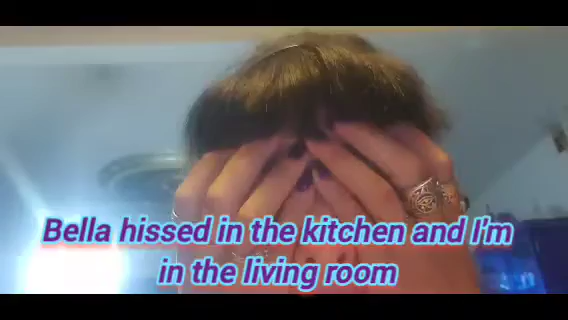 Bella hissed in the kitchen and I'm
in the living room